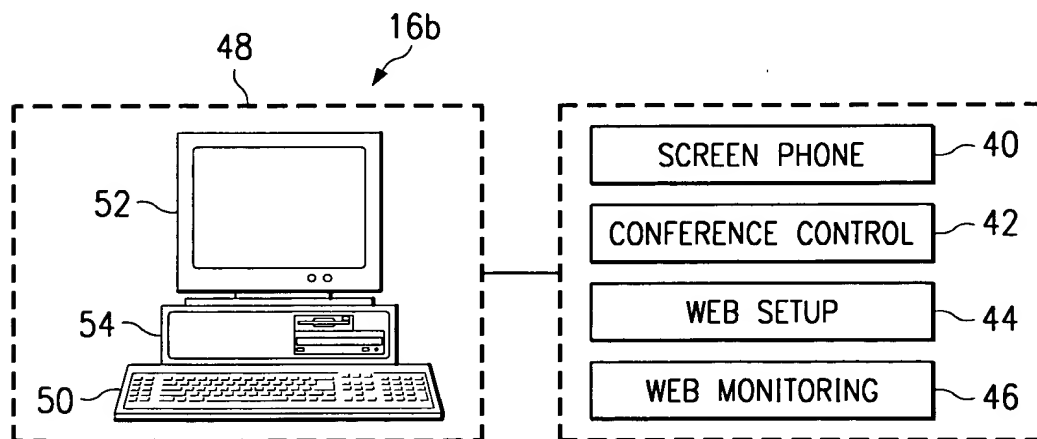 16b
48
52
54
50
SCREEN PHONE 40
CONFERENCE CONTROL 42
WEB SETUP 44
WEB MONITORING 46